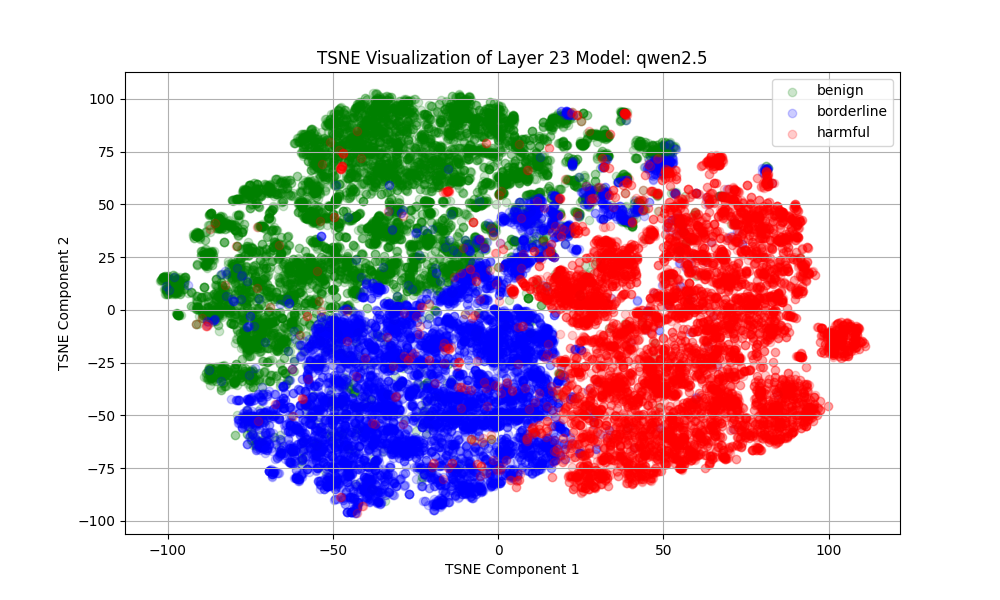 TSNE Visualization of Layer 23 Model: qwen2.5
benign
borderline
harmful
100
75
50
25
0
−25
−50
−75
−100
TSNE Component 2
−100
−50
0
50
100
TSNE Component 1